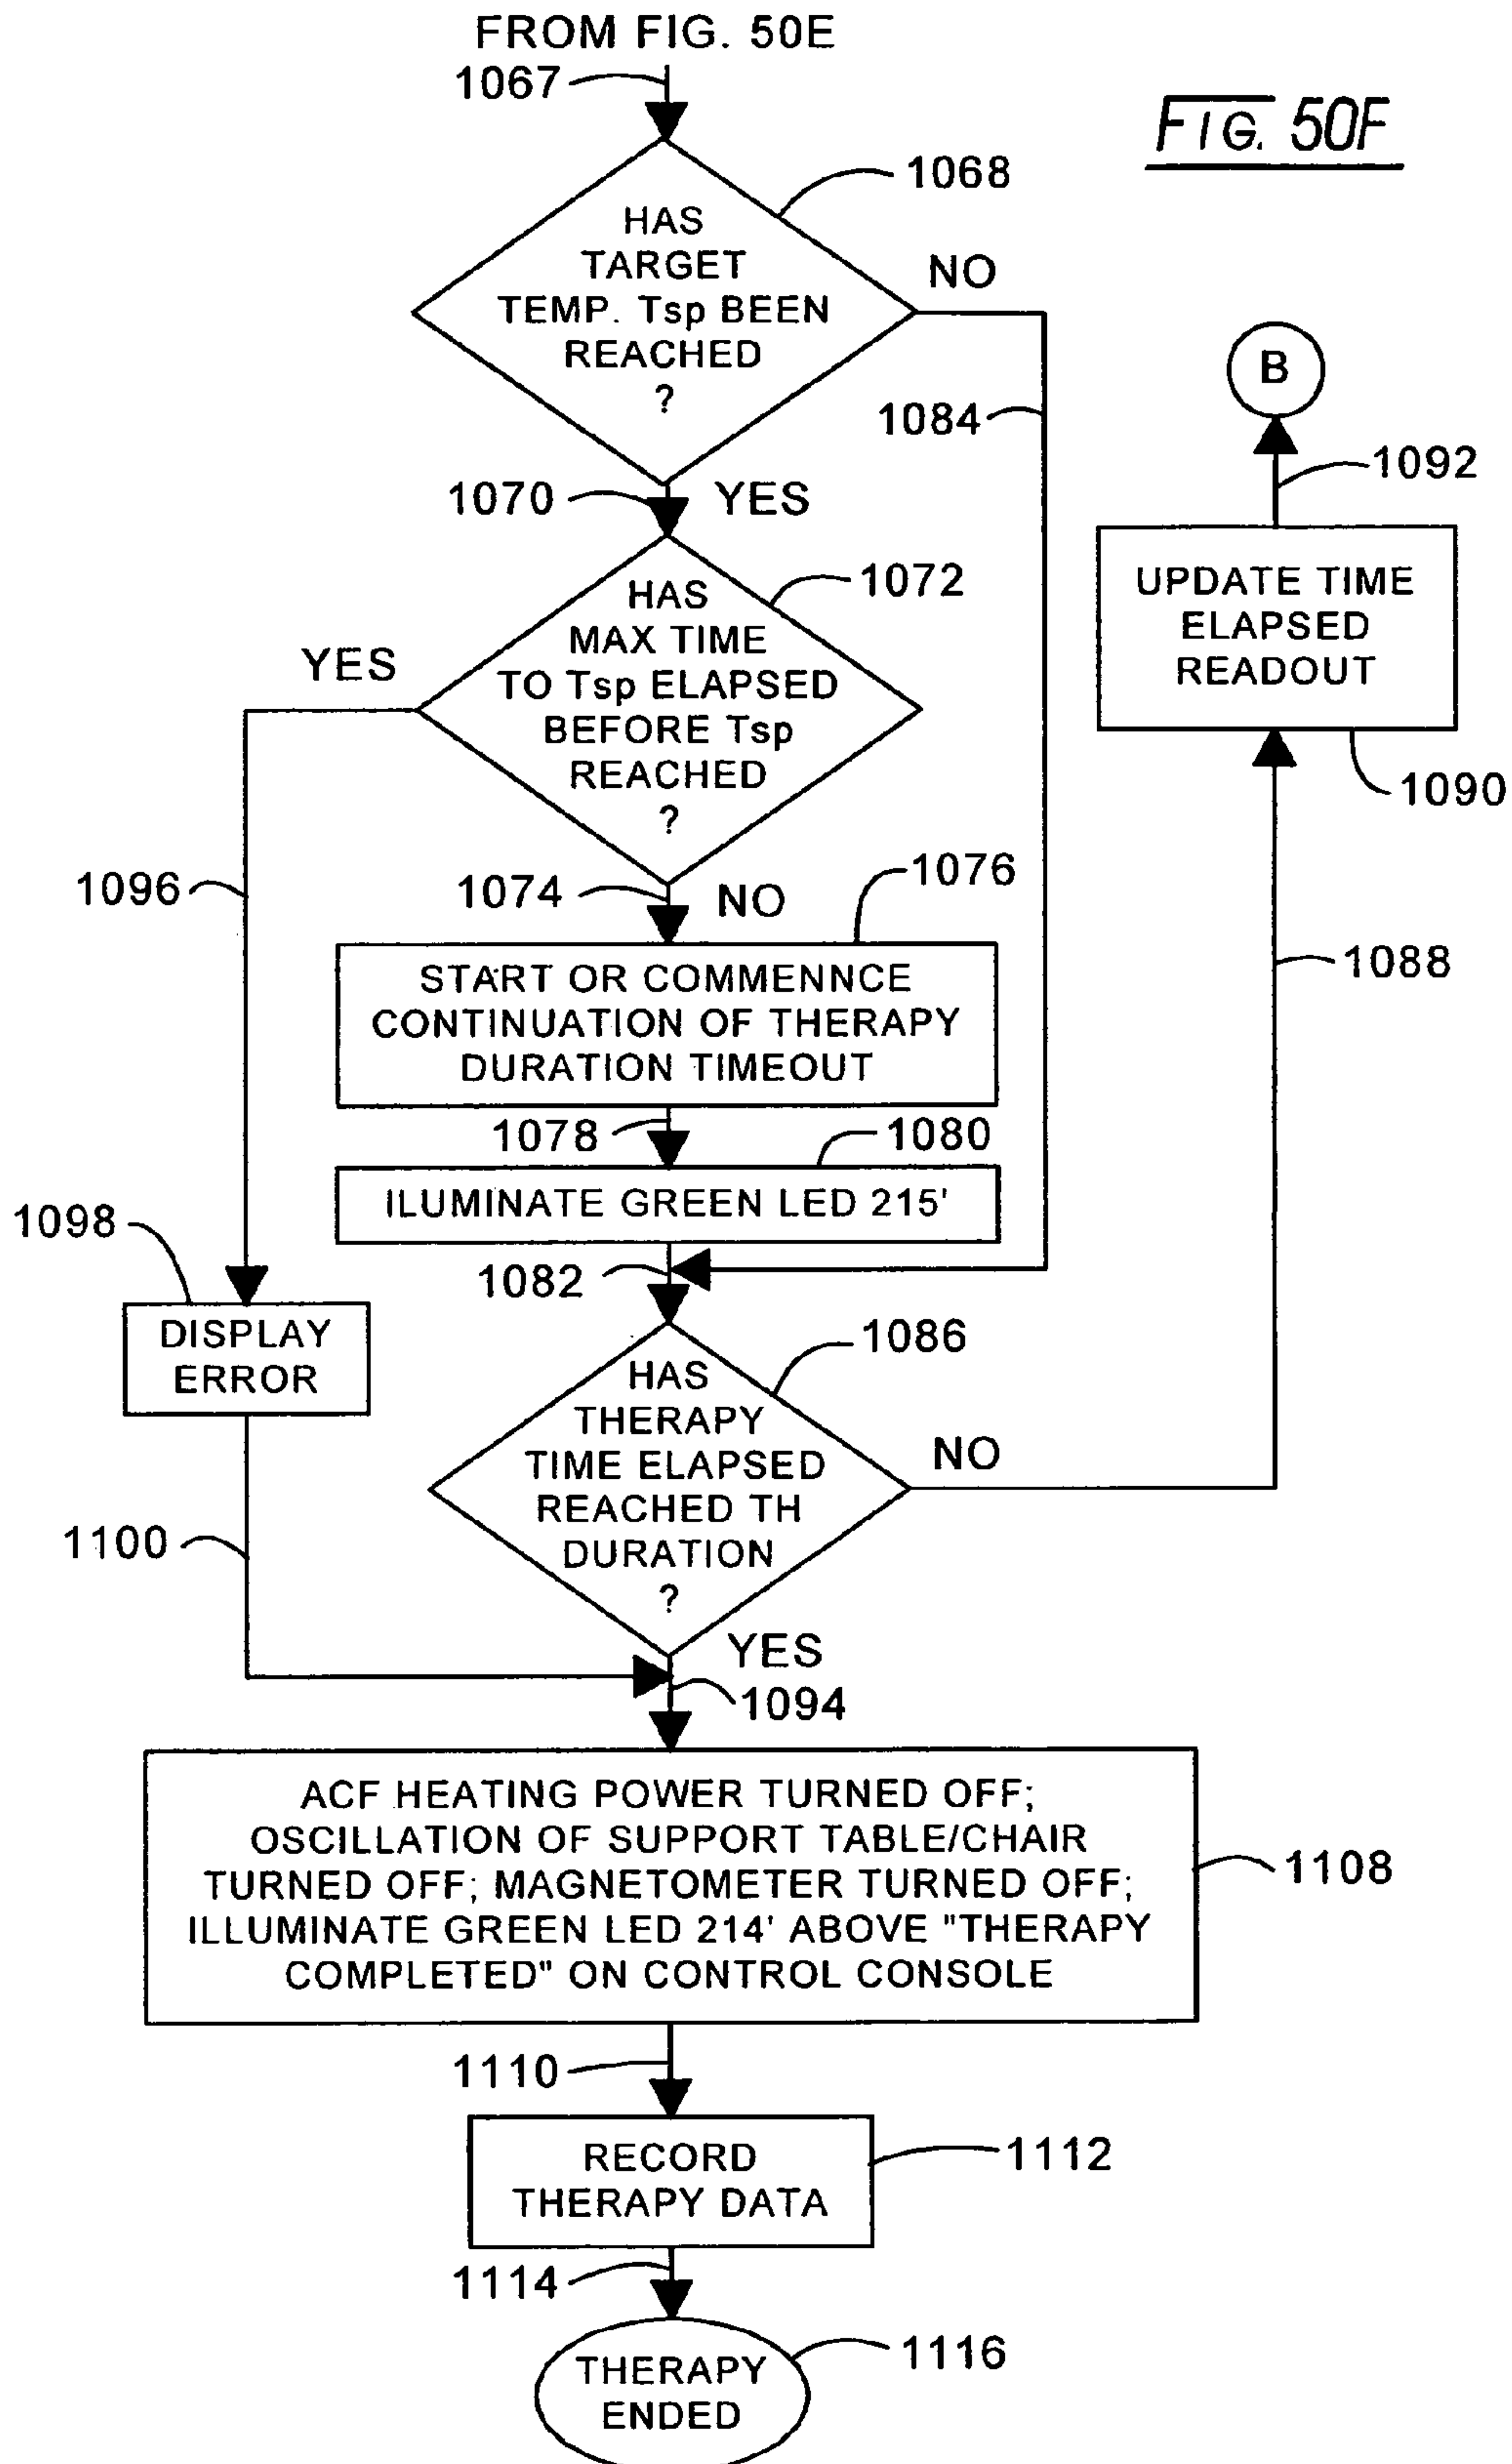 FROM FIG. 50E
1067
FIG. 50F
1068
HAS
TARGET
TEMP. Tsp BEEN
REACHED
?
NO
1084
B
1092
1070
YES
1072
HAS
MAX TIME
TO Tsp ELAPSED
BEFORE Tsp
REACHED
?
YES
UPDATE TIME
ELAPSED
READOUT
1090
1096
1074
NO
1076
START OR COMMENNCE
CONTINUATION OF THERAPY
DURATION TIMEOUT
1088
1078
1080
ILUMINATE GREEN LED 215'
1098
1082
DISPLAY
ERROR
1086
HAS
THERAPY
TIME ELAPSED
REACHED TH
DURATION
?
NO
1100
YES
1094
ACF HEATING POWER TURNED OFF;
OSCILLATION OF SUPPORT TABLE/CHAIR
TURNED OFF; MAGNETOMETER TURNED OFF;
ILLUMINATE GREEN LED 214' ABOVE "THERAPY
COMPLETED" ON CONTROL CONSOLE
1108
1110
RECORD
THERAPY DATA
1112
1114
THERAPY
ENDED
1116